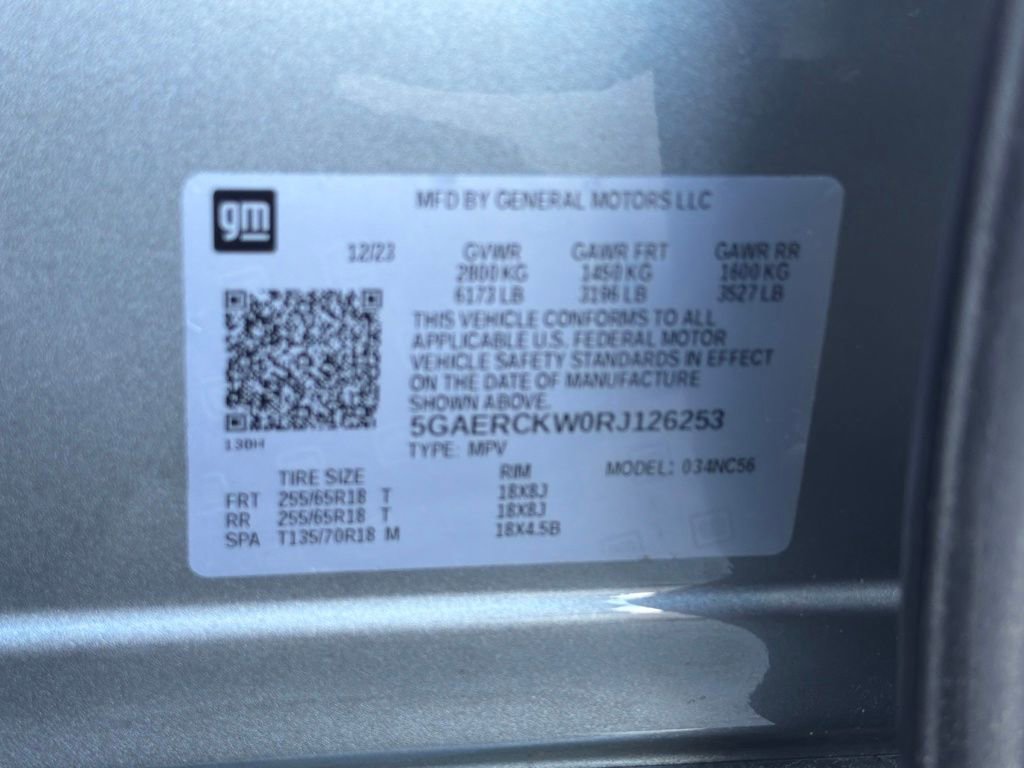 gm
MFD BY GENERAL MOTORS LLC
12/23 GVWR GAWR FRT GAWR RR
2800 KG 1450 KG 1600 KG
6173 LB 3196 LB 3527 LB
THIS VEHICLE CONFORMS TO ALL
APPLICABLE U.S. FEDERAL MOTOR
VEHICLE SAFETY STANDARDS IN EFFECT
ON THE DATE OF MANUFACTURE
SHOWN ABOVE.
5GAERCKW0RJ126253
130H
TYPE: MPV
TIRE SIZE RIM MODEL: 034NC56
FRT 255/65R18 T 18X8J
RR 255/65R18 T 18X8J
SPA T135/70R18 M 18X4.5B